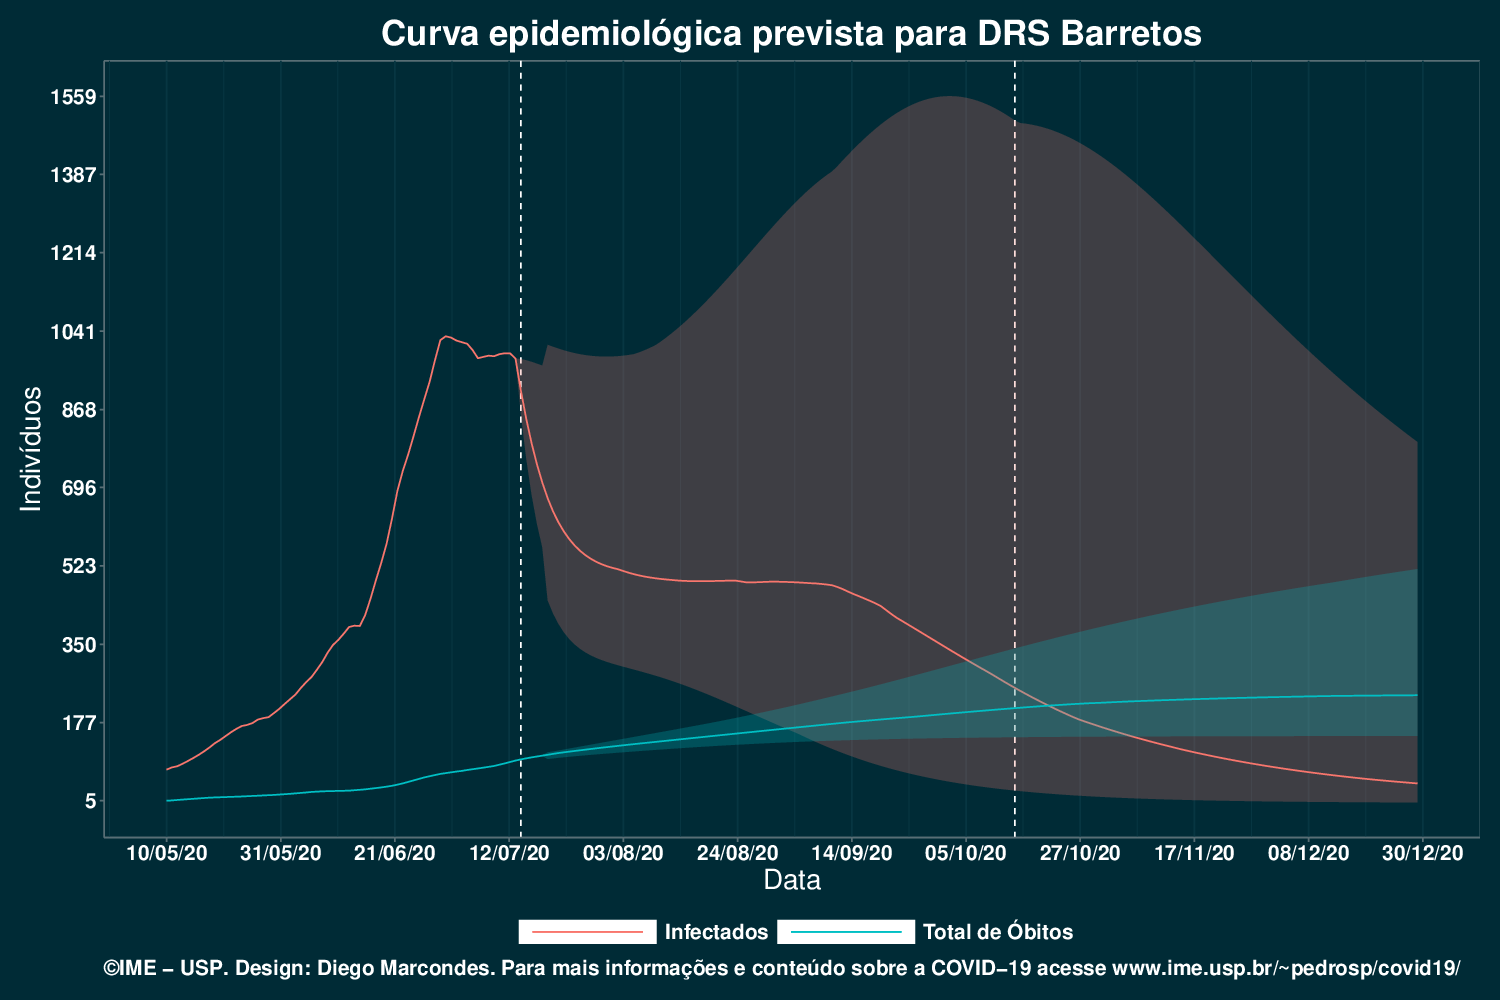 Curva epidemiológica prevista para DRS Barretos
1559
1387
1214
1041
868
696
523
350
177
5
Indivíduos
10/05/20 31/05/20 21/06/20 12/07/20 03/08/20 24/08/20 14/09/20 05/10/20 27/10/20 17/11/20 08/12/20 30/12/20
Data
Infectados Total de Óbitos
©IME − USP. Design: Diego Marcondes. Para mais informações e conteúdo sobre a COVID−19 acesse www.ime.usp.br/~pedrosp/covid19/